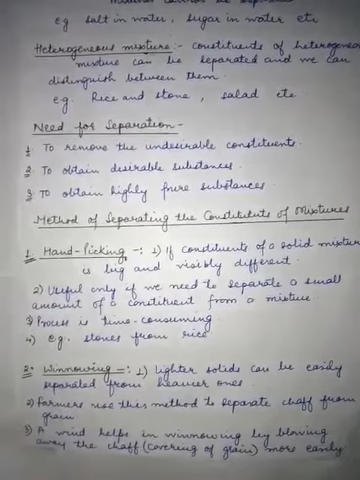 eg salt in water, sugar in water etc
Heterogeneous mixture :- constituents of heterogeneou
mixture can be separated and we can
distinguish between them.
eg. Rice and stone, salad etc
Need for Separation -
1. To remove the undesirable constituents.
2. To obtain desirable substances.
3. To obtain highly pure substances
Method of Separating the Constitituts of Mixtures
1. Hand-Picking -: 1) If constituents of a solid mixture
is big and visibly different.
2) Useful only if we need to separate a small
amount of a constituent from a mixture.
3) Process is time-consuming
4) eg. stones from rice
2. Winnowing -: 1) Lighter solids can be easily
separated from heavier ones.
2) Farmers use this method to separate chaff from
grain
3) A wind helps in winnowing by blowing
away the chaff (covering of grain) more easily